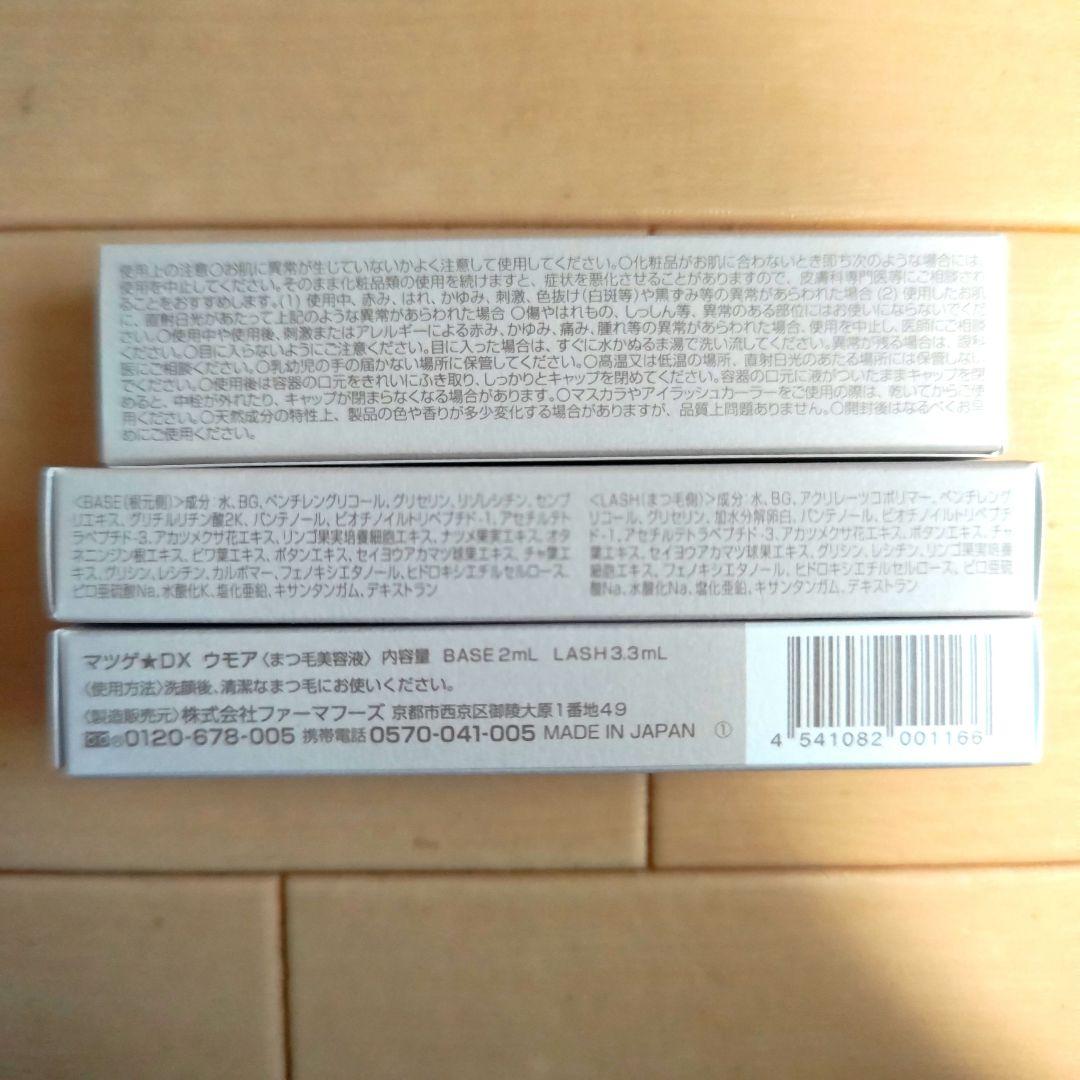 使用上の注意○お肌に異常が生じていないかよく注意して使用してください。○化粧品がお肌に合わないとき即ち次のような場合には、
使用を中止してください。そのまま化粧品類の使用を続けますと、症状を悪化させることがありますので、皮膚科専門医等にご相談され
ることをおすすめします。(1) 使用中、赤み、はれ、かゆみ、刺激、色抜け(白斑等)や黒ずみ等の異常があらわれた場合 (2) 使用したお肌
に、直射日光があたって上記のような異常があらわれた場合 ○傷やはれもの、しっしん等、異常のある部位にはお使いにならないでくだ
さい。○使用中や使用後、刺激またはアレルギーによる赤み、かゆみ、痛み、腫れ等の異常があらわれた場合、使用を中止し、医師にご相談
ください。○目に入らないようにご注意ください。目に入った場合は、すぐに水かぬるま湯で洗い流してください。異常が残る場合は、眼科
医にご相談ください。○乳幼児の手の届かない場所に保管してください。○高温又は低温の場所、直射日光のあたる場所には保管しない
でください。○使用後は容器の口元をきれいにふき取り、しっかりとキャップを閉めてください。容器の口元に液がついたままキャップを閉
めると、中栓が外れたり、キャップが閉まらなくなる場合があります。○マスカラやアイラッシュカーラーをご使用の際は、乾いてからご使
用ください。○天然成分の特性上、製品の色や香りが多少変化する場合がありますが、品質上問題ありません。○開封後はなるべくお早
めにご使用ください。
<BASE(根元側)>成分:水、BG、ペンチレングリコール、グリセリン、リゾレシチン、センブ
リエキス、グリチルリチン酸2K、パンテノール、ビオチノイルトリペプチド-1、アセチルテト
ラペプチド-3、アカツメクサ花エキス、リンゴ果実培養細胞エキス、ナツメ果実エキス、オタ
ネニンジン根エキス、ビワ葉エキス、ボタンエキス、セイヨウアカマツ球果エキス、チャ葉エ
キス、グリシン、レシチン、カルボマー、フェノキシエタノール、ヒドロキシエチルセルロース、
ピロ亜硫酸Na、水酸化K、塩化亜鉛、キサンタンガム、デキストラン
<LASH(まつ毛側)>成分:水、BG、アクリレーツコポリマー、ペンチレング
リコール、グリセリン、加水分解卵白、パンテノール、ビオチノイルトリペプチ
ド-1、アセチルテトラペプチド-3、アカツメクサ花エキス、ボタンエキス、チャ
葉エキス、セイヨウアカマツ球果エキス、グリシン、レシチン、リンゴ果実培養
細胞エキス、フェノキシエタノール、ヒドロキシエチルセルロース、ピロ亜硫
酸Na、水酸化Na、塩化亜鉛、キサンタンガム、デキストラン
マツゲ★DX ウモア〈まつ毛美容液〉内容量 BASE 2mL LASH 3.3mL
〈使用方法〉洗顔後、清潔なまつ毛にお使いください。
〈製造販売元〉株式会社ファーマフーズ 京都市西京区御陵大原1番地49
0120-678-005 携帯電話0570-041-005 MADE IN JAPAN ①
4 541082 001166